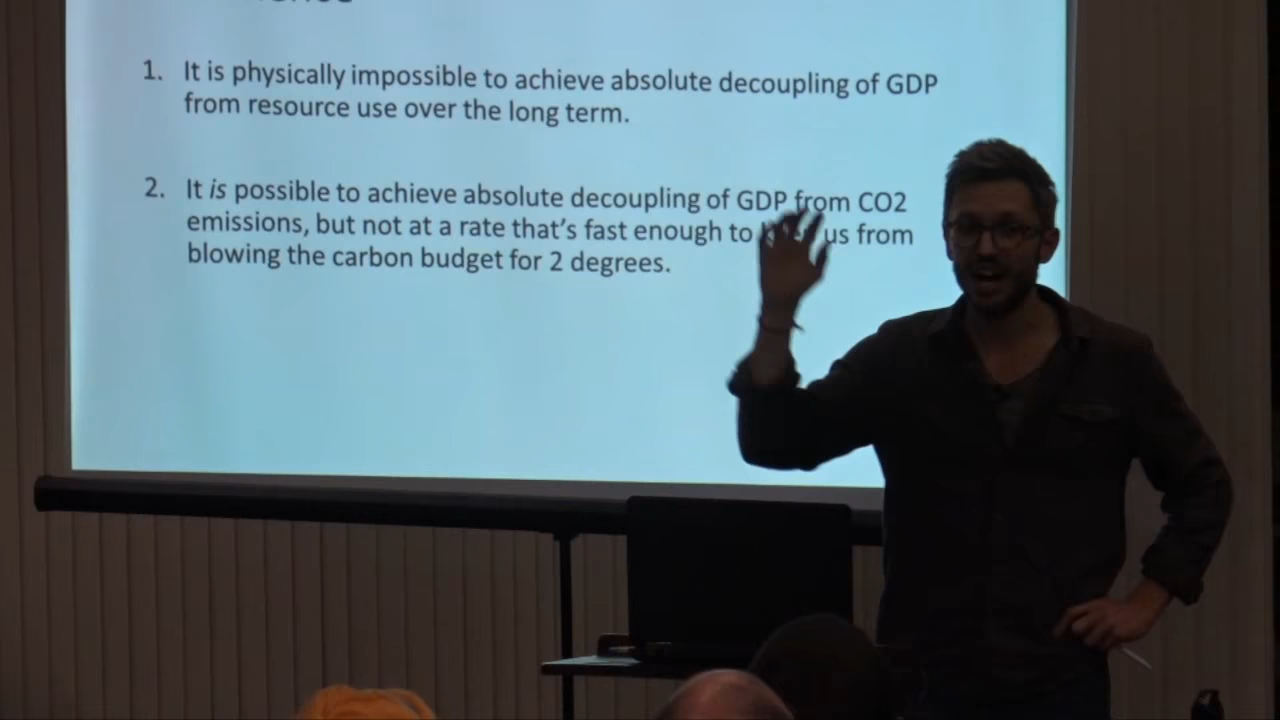 1. It is physically impossible to achieve absolute decoupling of GDP
from resource use over the long term.
2. It is possible to achieve absolute decoupling of GDP from CO2
emissions, but not at a rate that's fast enough to us from
blowing the carbon budget for 2 degrees.